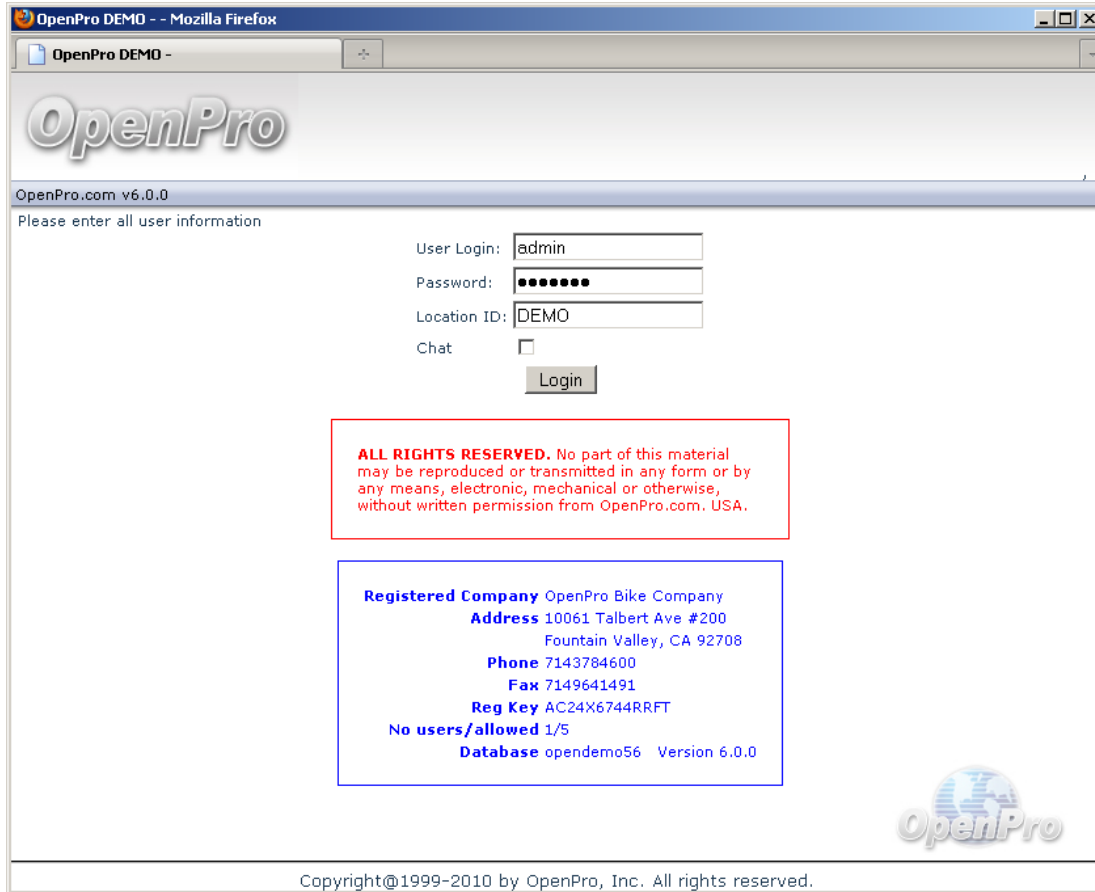 OpenPro DEMO - - Mozilla Firefox
OpenPro DEMO -
OpenPro
,
OpenPro.com v6.0.0
Please enter all user information
User Login: admin
Password: •••••••
Location ID: DEMO
Chat
Login
ALL RIGHTS RESERVED. No part of this material
may be reproduced or transmitted in any form or by
any means, electronic, mechanical or otherwise,
without written permission from OpenPro.com. USA.
Registered Company OpenPro Bike Company
Address 10061 Talbert Ave #200
Fountain Valley, CA 92708
Phone 7143784600
Fax 7149641491
Reg Key AC24X6744RRFT
No users/allowed 1/5
Database opendemo56 Version 6.0.0
OpenPro
Copyright@1999-2010 by OpenPro, Inc. All rights reserved.